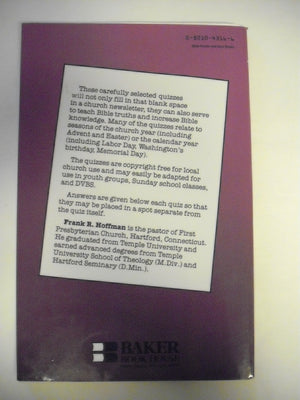 These carefully selected quizzes
will not only fill in that blank space
in a church newsletter, they can also serve
to teach Bible truths and increase Bible
knowledge. Many of the quizzes relate to
seasons of the church year (including
Advent and Easter) or the calendar year
(including Labor Day, Washington's
birthday, Memorial Day).
The quizzes are copyright free for local
church use and may easily be adapted for
use in youth groups, Sunday school classes,
and DVBS.
Answers are given below each quiz so that
they may be placed in a spot separate from
the quiz itself.
Frank R. Hoffman is the pastor of First
Presbyterian Church, Hartford, Connecticut.
He graduated from Temple University and
earned advanced degrees from Temple
University School of Theology (M.Div.) and
Hartford Seminary (D.Min.).
BAKER
BOOK HOUSE